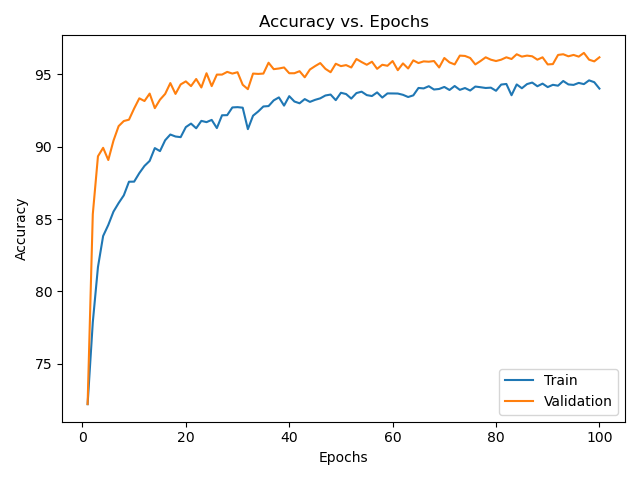 Accuracy vs. Epochs
Accuracy
95
90
85
80
75
0 20 40 60 80 100
Epochs
Train
Validation